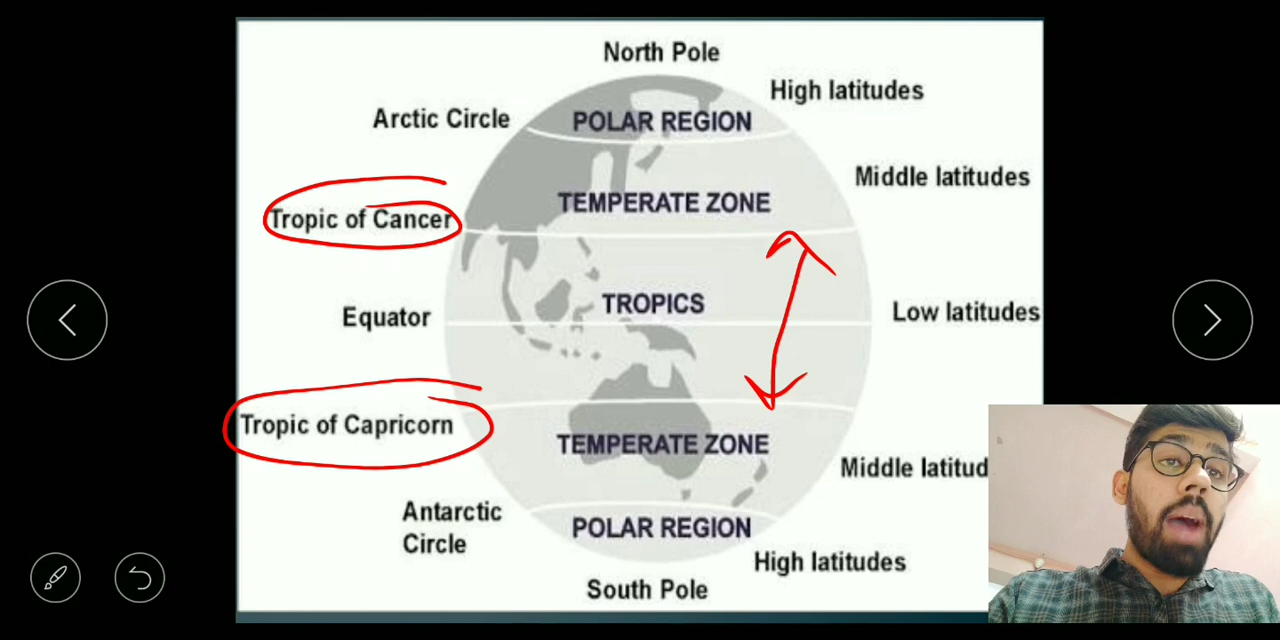 North Pole
High latitudes
Arctic Circle
POLAR REGION
Middle latitudes
TEMPERATE ZONE
Tropic of Cancer
TROPICS
Equator
Low latitudes
Tropic of Capricorn
TEMPERATE ZONE
Middle latitud
Antarctic
Circle
POLAR REGION
High latitudes
South Pole